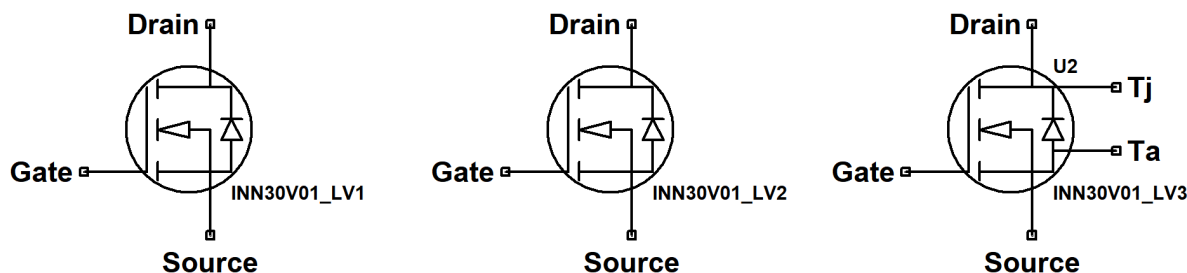 Drain
Gate
INN30V01_LV1
Source
Drain
Gate
INN30V01_LV2
Source
Drain
U2
Tj
Ta
Gate
INN30V01_LV3
Source